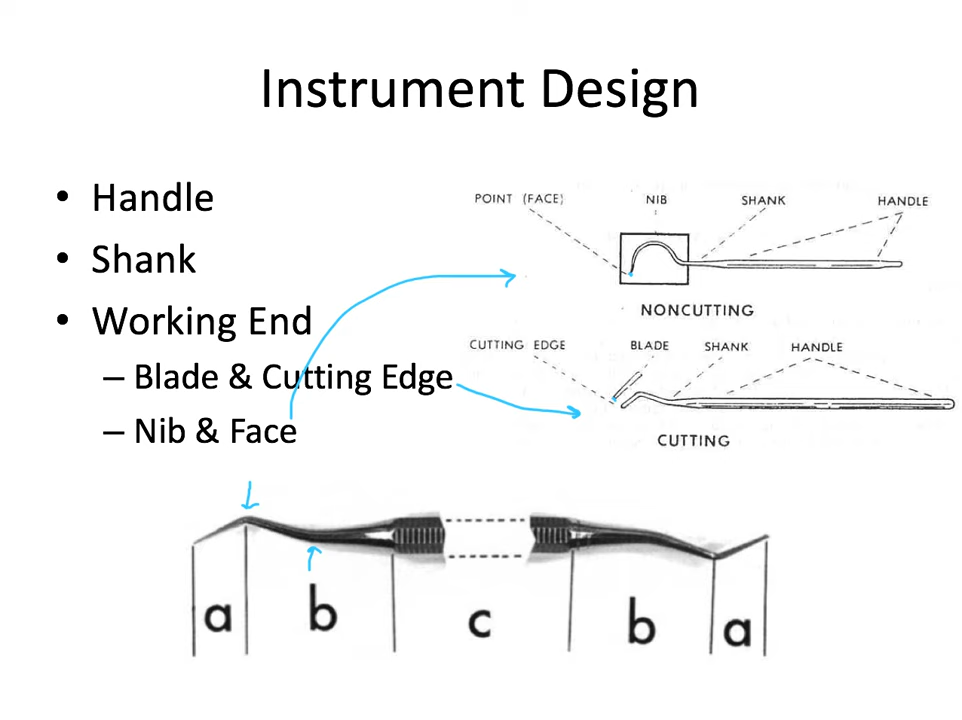 Instrument Design
• Handle
• Shank
• Working End
– Blade & Cutting Edge
– Nib & Face
POINT (FACE) NIB SHANK HANDLE
NONCUTTING
CUTTING EDGE BLADE SHANK HANDLE
CUTTING
a b c b a